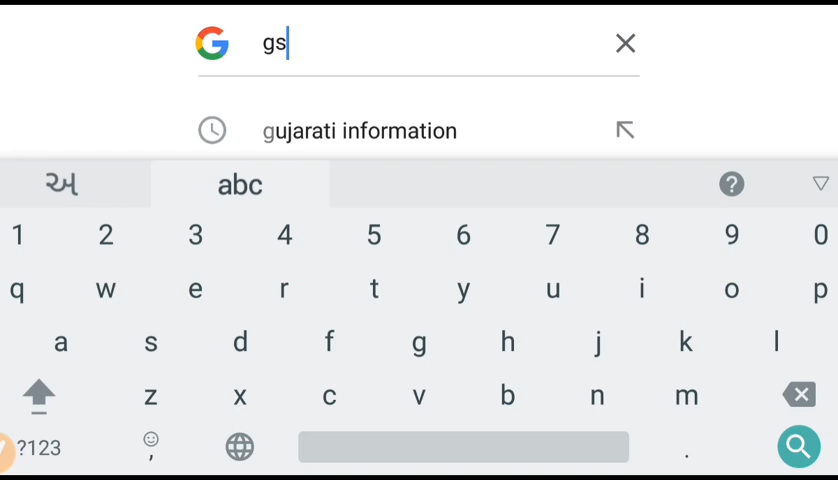 gs
gujarati information
અ abc ?
1 2 3 4 5 6 7 8 9 0
q w e r t y u i o p
a s d f g h j k l
z x c v b n m
?123 , .